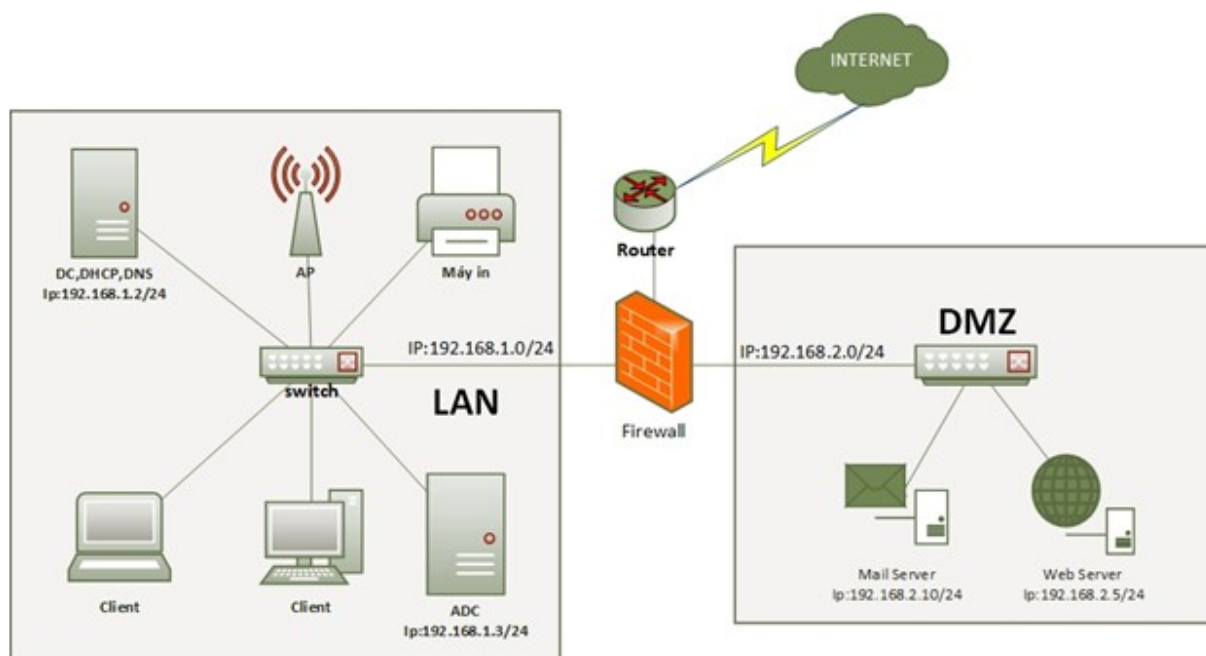 INTERNET
DC,DHCP,DNS
Ip:192.168.1.2/24
AP
Máy in
Router
IP:192.168.1.0/24
switch
LAN
Firewall
IP:192.168.2.0/24
DMZ
Client
Client
ADC
Ip:192.168.1.3/24
Mail Server
Ip:192.168.2.10/24
Web Server
Ip:192.168.2.5/24